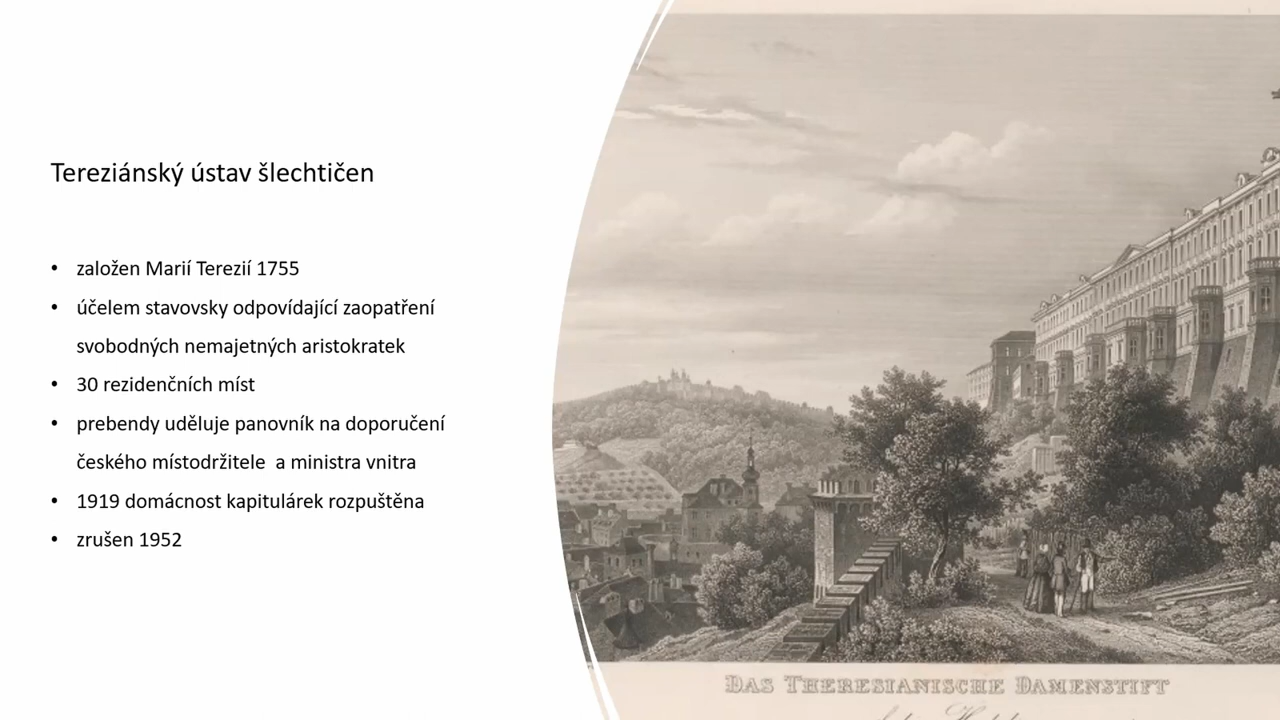 Tereziánský ústav šlechtičen
• založen Marií Terezií 1755
• účelem stavovsky odpovídající zaopatření
svobodných nemajetných aristokratek
• 30 rezidenčních míst
• prebendy uděluje panovník na doporučení
českého místodržitele  a ministra vnitra
• 1919 domácnost kapitulárek rozpuštěna
• zrušen 1952
DAS THERESIANISCHE DAMENSTIFT